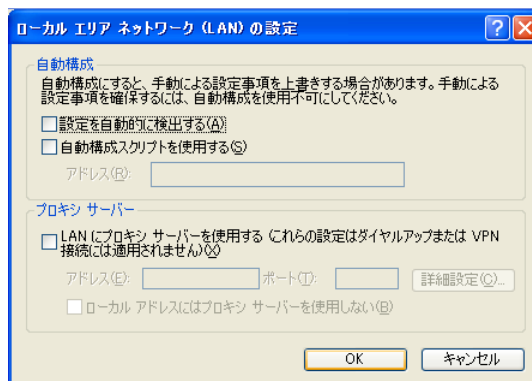 ローカル エリア ネットワーク (LAN) の設定
自動構成
自動構成にすると、手動による設定事項を上書きする場合があります。手動による
設定事項を確保するには、自動構成を使用不可にしてください。
設定を自動的に検出する(A)
自動構成スクリプトを使用する(S)
アドレス(R):
プロキシ サーバー
LAN にプロキシ サーバーを使用する (これらの設定はダイヤルアップまたは VPN
接続には適用されません)(X)
アドレス(E): ポート(T): 詳細設定(C)...
ローカル アドレスにはプロキシ サーバーを使用しない(B)
OK キャンセル